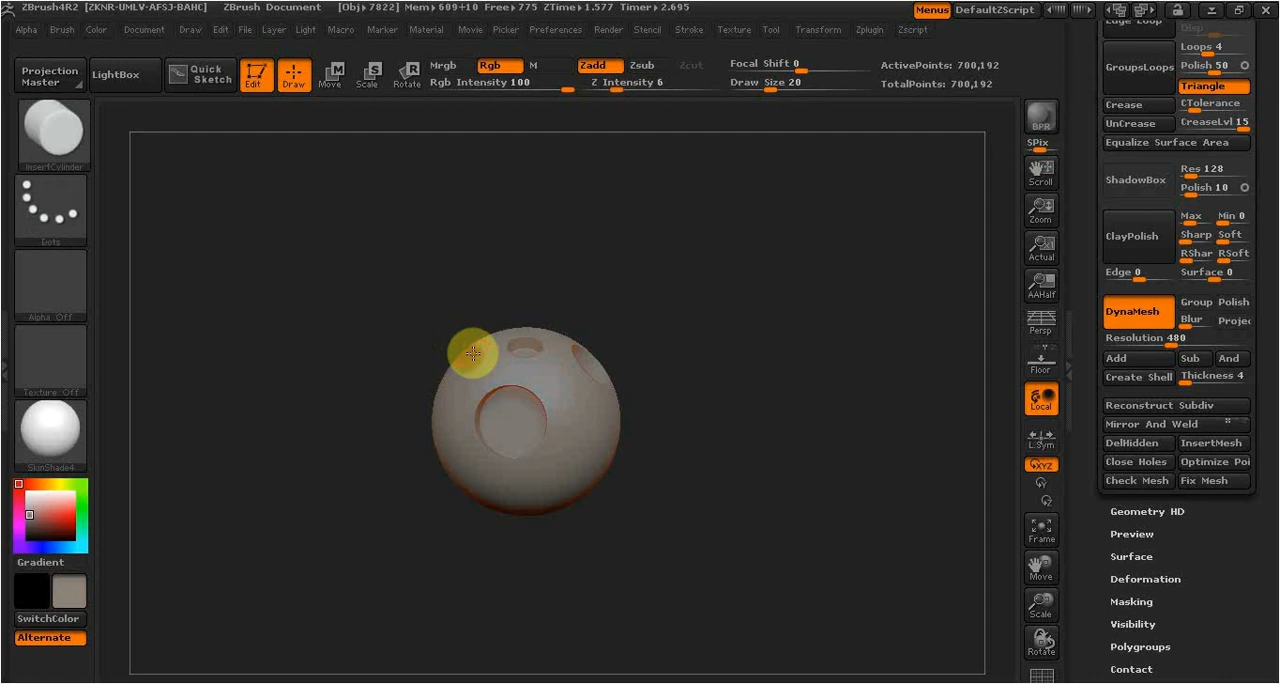 ZBrush4R2 [ZKNR-UMLV-AFSJ-BAHC] ZBrush Document [Obj▸7822] Mem▸609+10 Free▸775 ZTime▸1.577 Timer▸2.695 Menus DefaultZScript
Alpha Brush Color Document Draw Edit File Layer Light Macro Marker Material Movie Picker Preferences Render Stencil Stroke Texture Tool Transform Zplugin Zscript
Projection Master
LightBox
Quick Sketch
Edit
Draw
Move
Scale
Rotate
Mrgb Rgb M
Rgb Intensity 100
Zadd Zsub Zcut
Z Intensity 6
Focal Shift 0
Draw Size 20
ActivePoints: 700,192
TotalPoints: 700,192
InsertCylinder
Dots
Alpha Off
Texture Off
SkinShade4
Gradient
SwitchColor
Alternate
BPR
SPix
Scroll
Zoom
Actual
AAHalf
Persp
Floor
Local
L.Sym
XYZ
Y
Z
Frame
Move
Scale
Rotate
Edge Loop
Disp
Loops 4
GroupsLoops
Polish 50
Triangle
Crease CTolerance
UnCrease CreaseLvl 15
Equalize Surface Area
ShadowBox
Res 128
Polish 10
ClayPolish
Max Min 0
Sharp Soft
RShar RSoft
Edge 0 Surface 0
DynaMesh
Group Polish
Blur Projec
Resolution 480
Add Sub And
Create Shell Thickness 4
Reconstruct Subdiv
Mirror And Weld
DelHidden InsertMesh
Close Holes Optimize Poi
Check Mesh Fix Mesh
Geometry HD
Preview
Surface
Deformation
Masking
Visibility
Polygroups
Contact